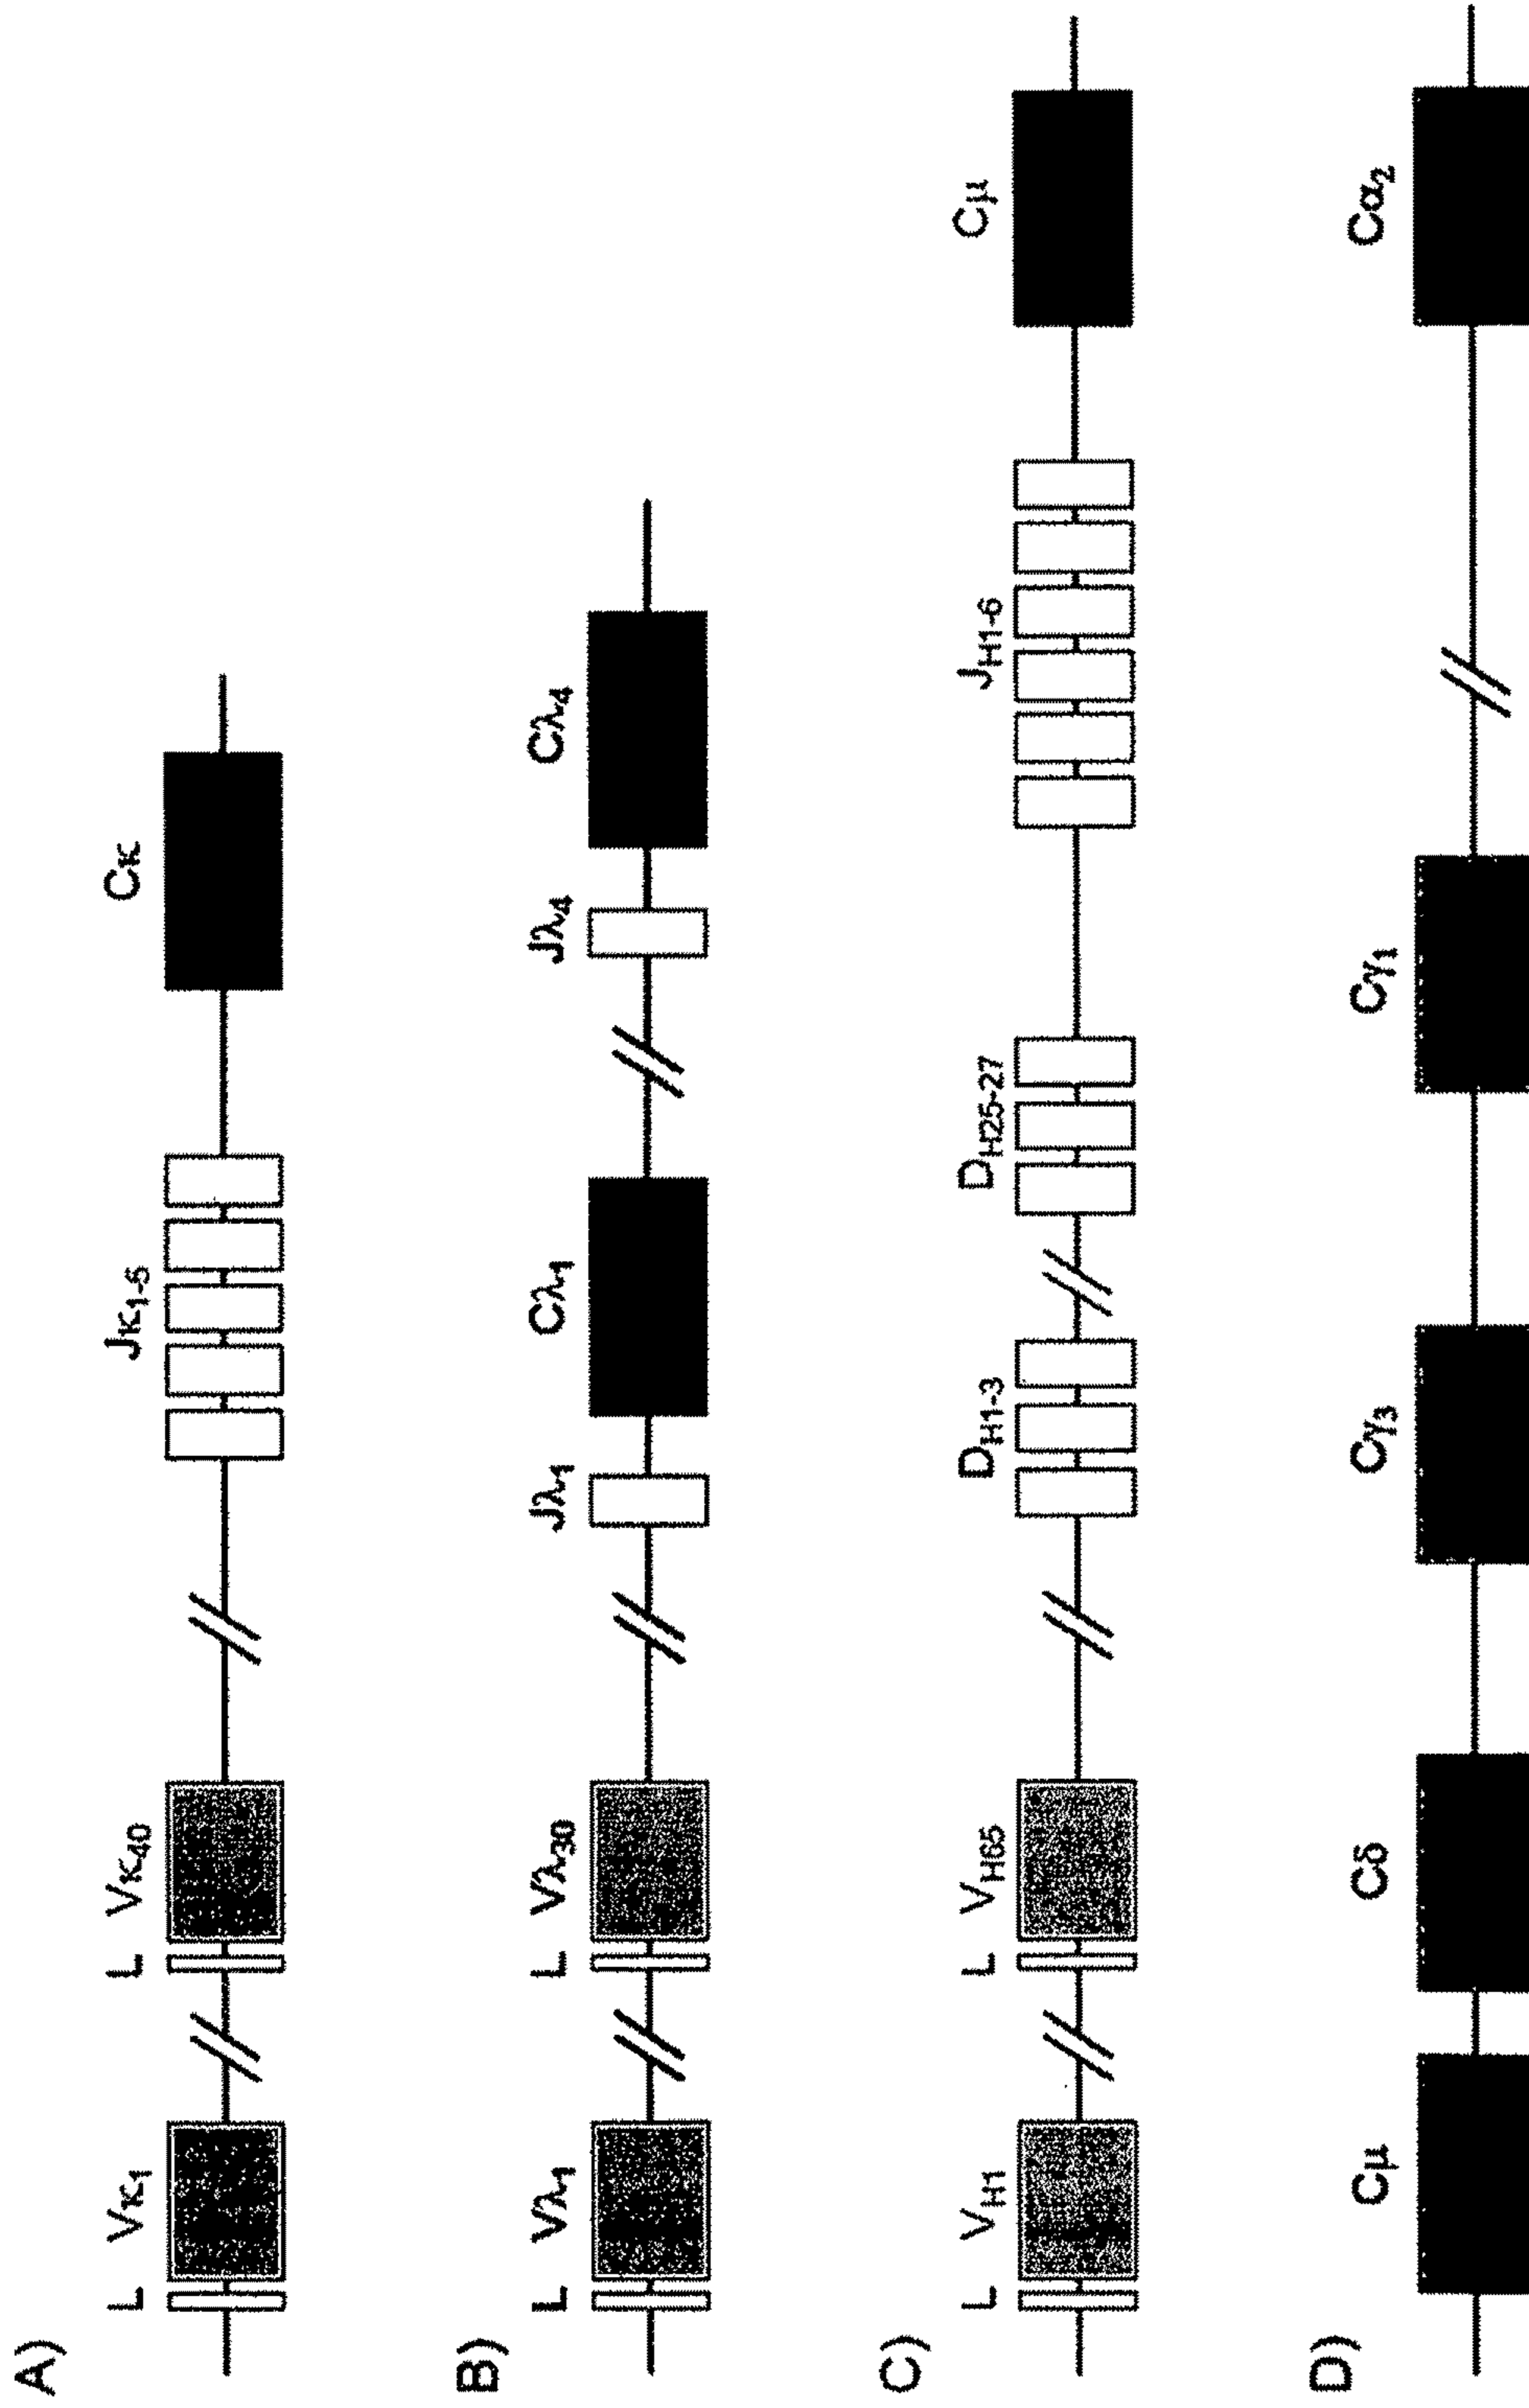 A)
L Vκ1 L Vκ40 Jκ1-5 Cκ
B)
L Vλ1 L Vλ30 Jλ1 Cλ1 Jλ4 Cλ4
C)
L VH1 L VH65 DH1-3 DH25-27 JH1-6 Cμ
D)
Cμ Cδ Cγ3 Cγ1 Cα2